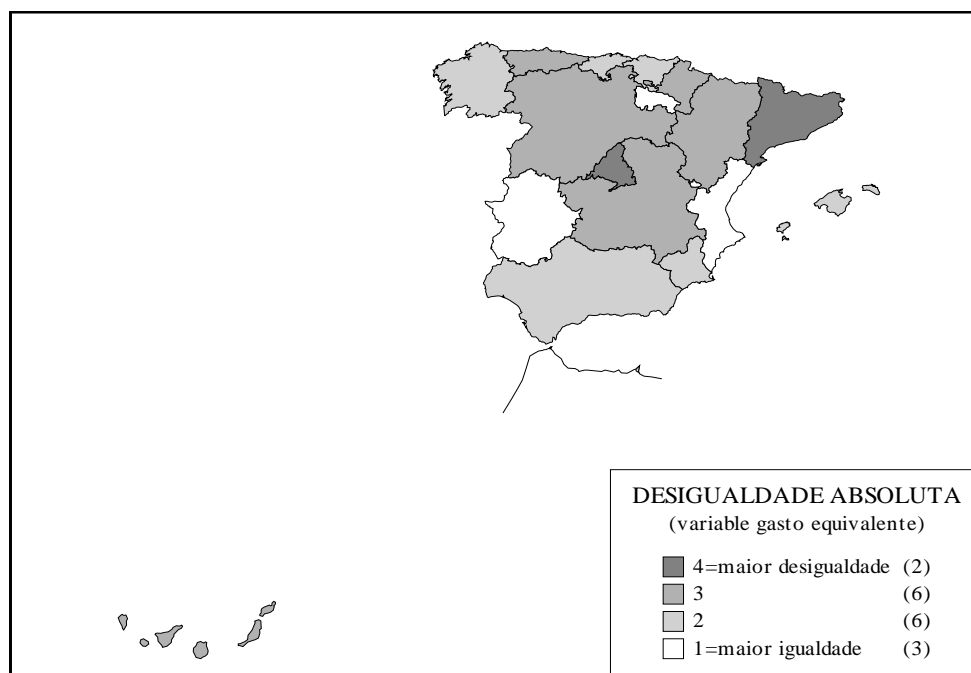 DESIGUALDADE ABSOLUTA
(variable gasto equivalente)
4=maior desigualdade (2)
3 (6)
2 (6)
1=maior igualdade (3)